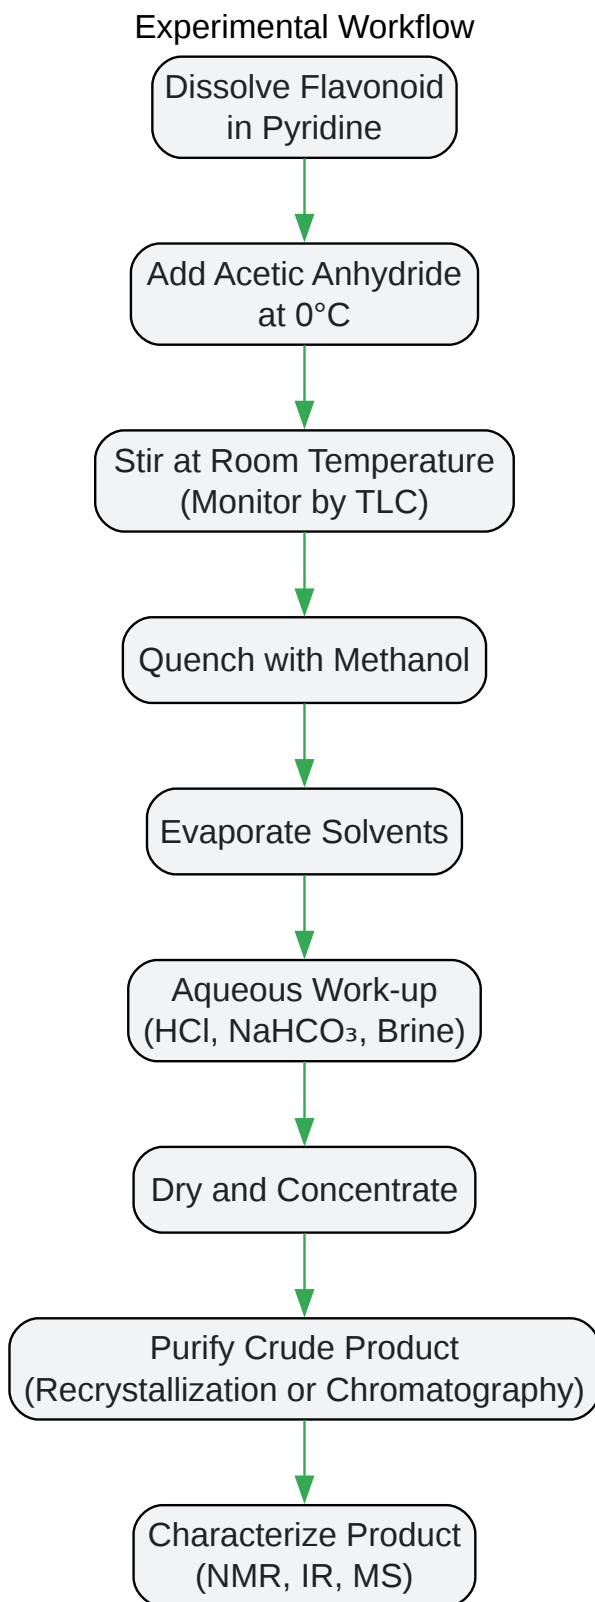 Experimental Workflow
Dissolve Flavonoid
in Pyridine
Add Acetic Anhydride
at 0°C
Stir at Room Temperature
(Monitor by TLC)
Quench with Methanol
Evaporate Solvents
Aqueous Work-up
(HCl, NaHCO₃, Brine)
Dry and Concentrate
Purify Crude Product
(Recrystallization or Chromatography)
Characterize Product
(NMR, IR, MS)